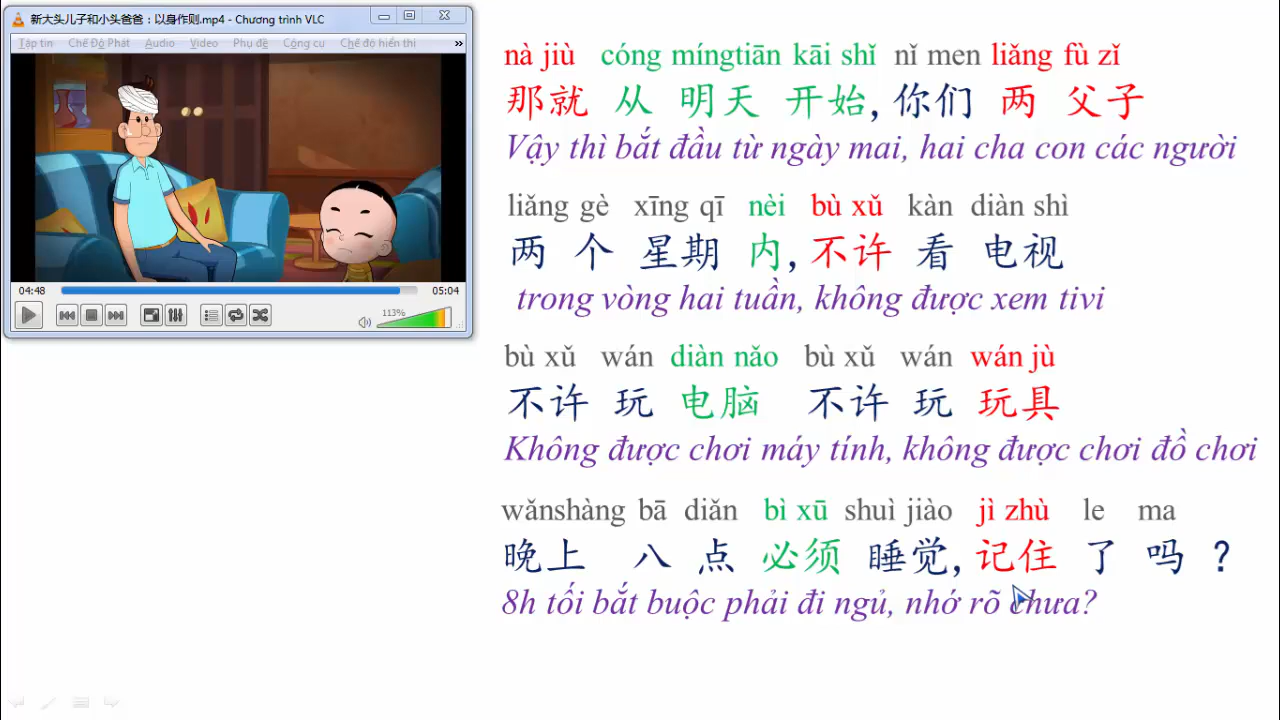 新大头儿子和小头爸爸：以身作则.mp4 - Chương trình VLC
Tập tin Chế Độ Phát Audio Video Phụ đề Công cụ Chế độ hiển thị »
04:48 05:04
113%
nà jiù cóng míngtiān kāi shǐ nǐ men liǎng fù zǐ
那就 从 明天 开始, 你们 两 父子
Vậy thì bắt đầu từ ngày mai, hai cha con các người
liǎng gè xīng qī nèi bù xǔ kàn diàn shì
两 个 星期 内, 不许 看 电视
trong vòng hai tuần, không được xem tivi
bù xǔ wán diàn nǎo bù xǔ wán wán jù
不许 玩 电脑 不许 玩 玩具
Không được chơi máy tính, không được chơi đồ chơi
wǎnshàng bā diǎn bì xū shuì jiào jì zhù le ma
晚上 八 点 必须 睡觉, 记住 了 吗 ?
8h tối bắt buộc phải đi ngủ, nhớ rõ chưa?